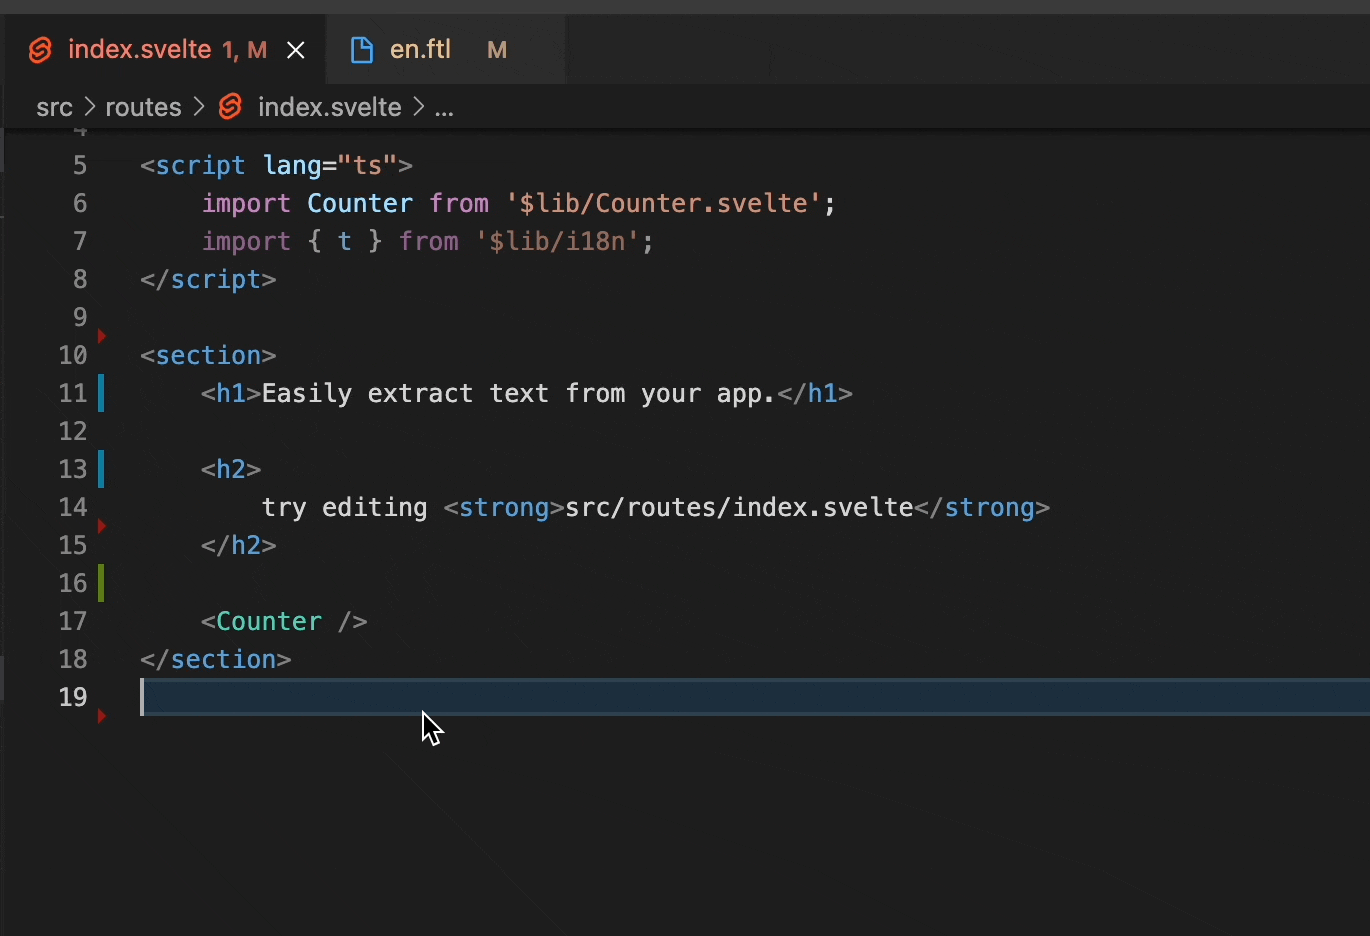 index.svelte 1, M
en.ftl M
src > routes > index.svelte > ...
4
5 <script lang="ts">
6     import Counter from '$lib/Counter.svelte';
7     import { t } from '$lib/i18n';
8 </script>
9
10 <section>
11     <h1>Easily extract text from your app.</h1>
12
13     <h2>
14         try editing <strong>src/routes/index.svelte</strong>
15     </h2>
16
17     <Counter />
18 </section>
19